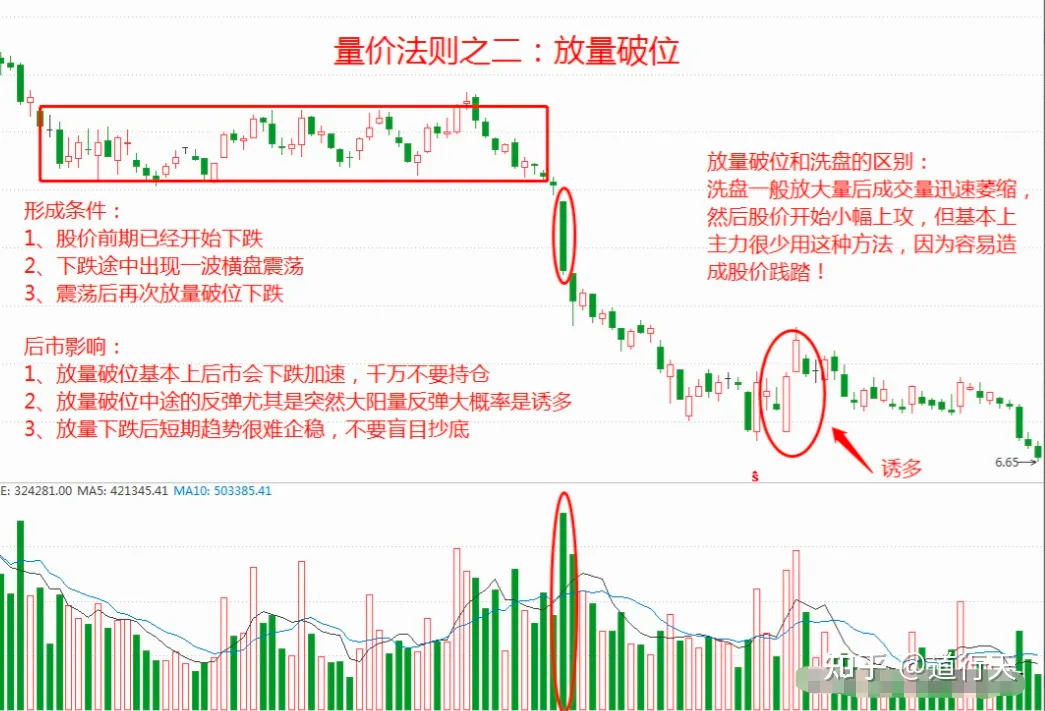 量价法则之二：放量破位
放量破位和洗盘的区别：
洗盘一般放大量后成交量迅速萎缩，
然后股价开始小幅上攻，但基本上
主力很少用这种方法，因为容易造
成股价践踏！
形成条件：
1、股价前期已经开始下跌
2、下跌途中出现一波横盘震荡
3、震荡后再次放量破位下跌
后市影响：
1、放量破位基本上后市会下跌加速，千万不要持仓
2、放量破位中途的反弹尤其是突然大阳量反弹大概率是诱多
3、放量下跌后短期趋势很难企稳，不要盲目抄底
6.65
诱多
ŝ
E: 324281.00 MA5: 421345.41 MA10: 503385.41
知乎 @道行天